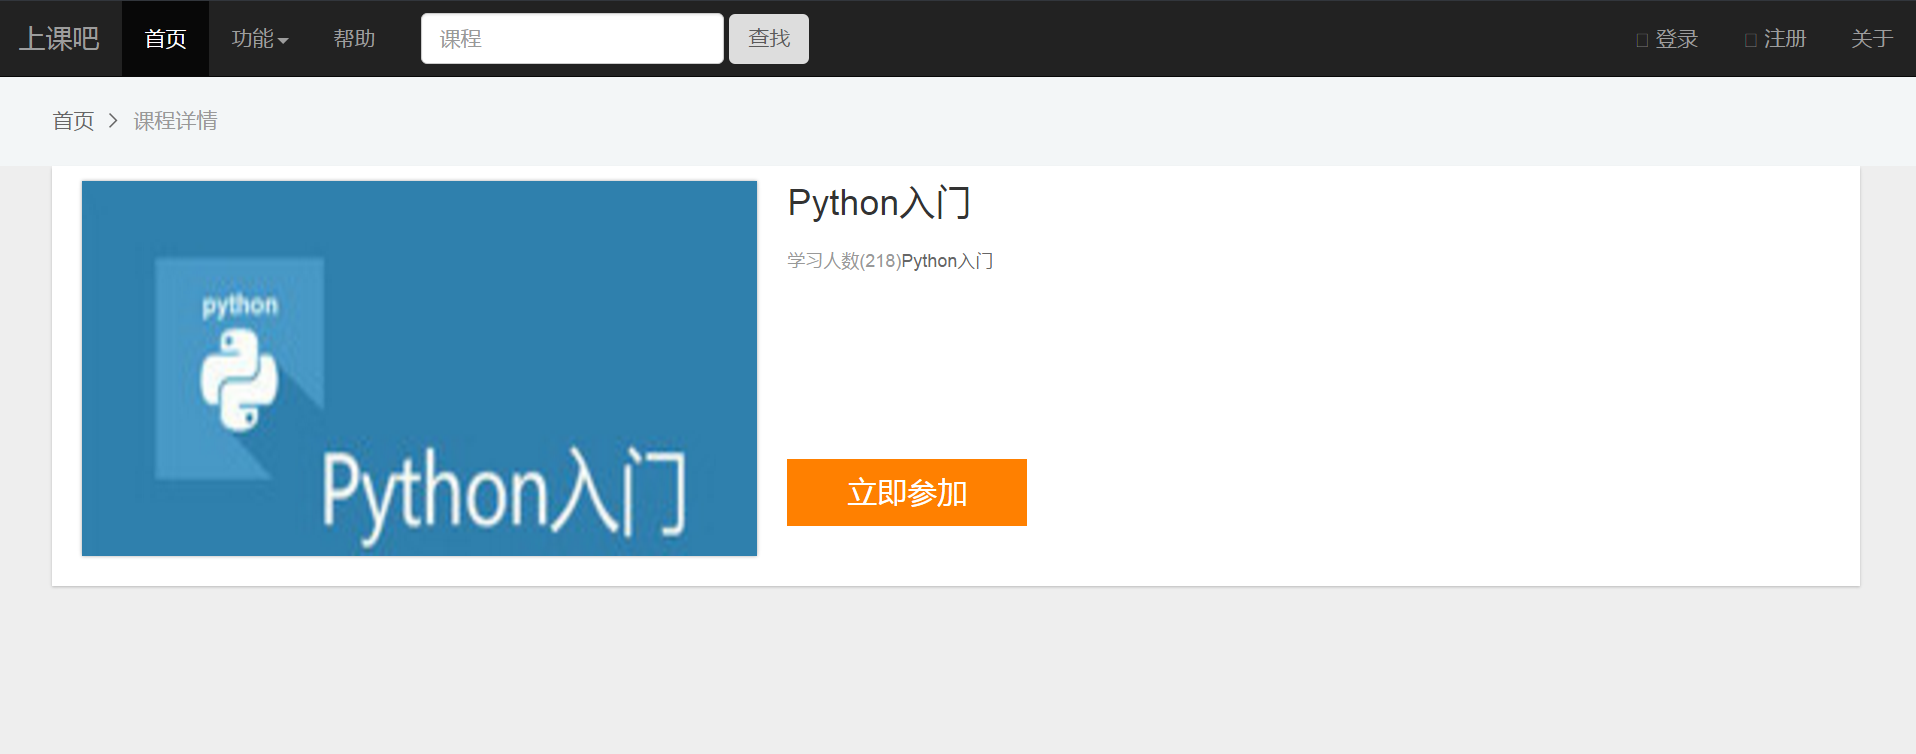 上课吧 首页 功能 帮助 课程 查找 登录 注册 关于
首页 > 课程详情
python
Python入门
Python入门
学习人数(218)Python入门
立即参加